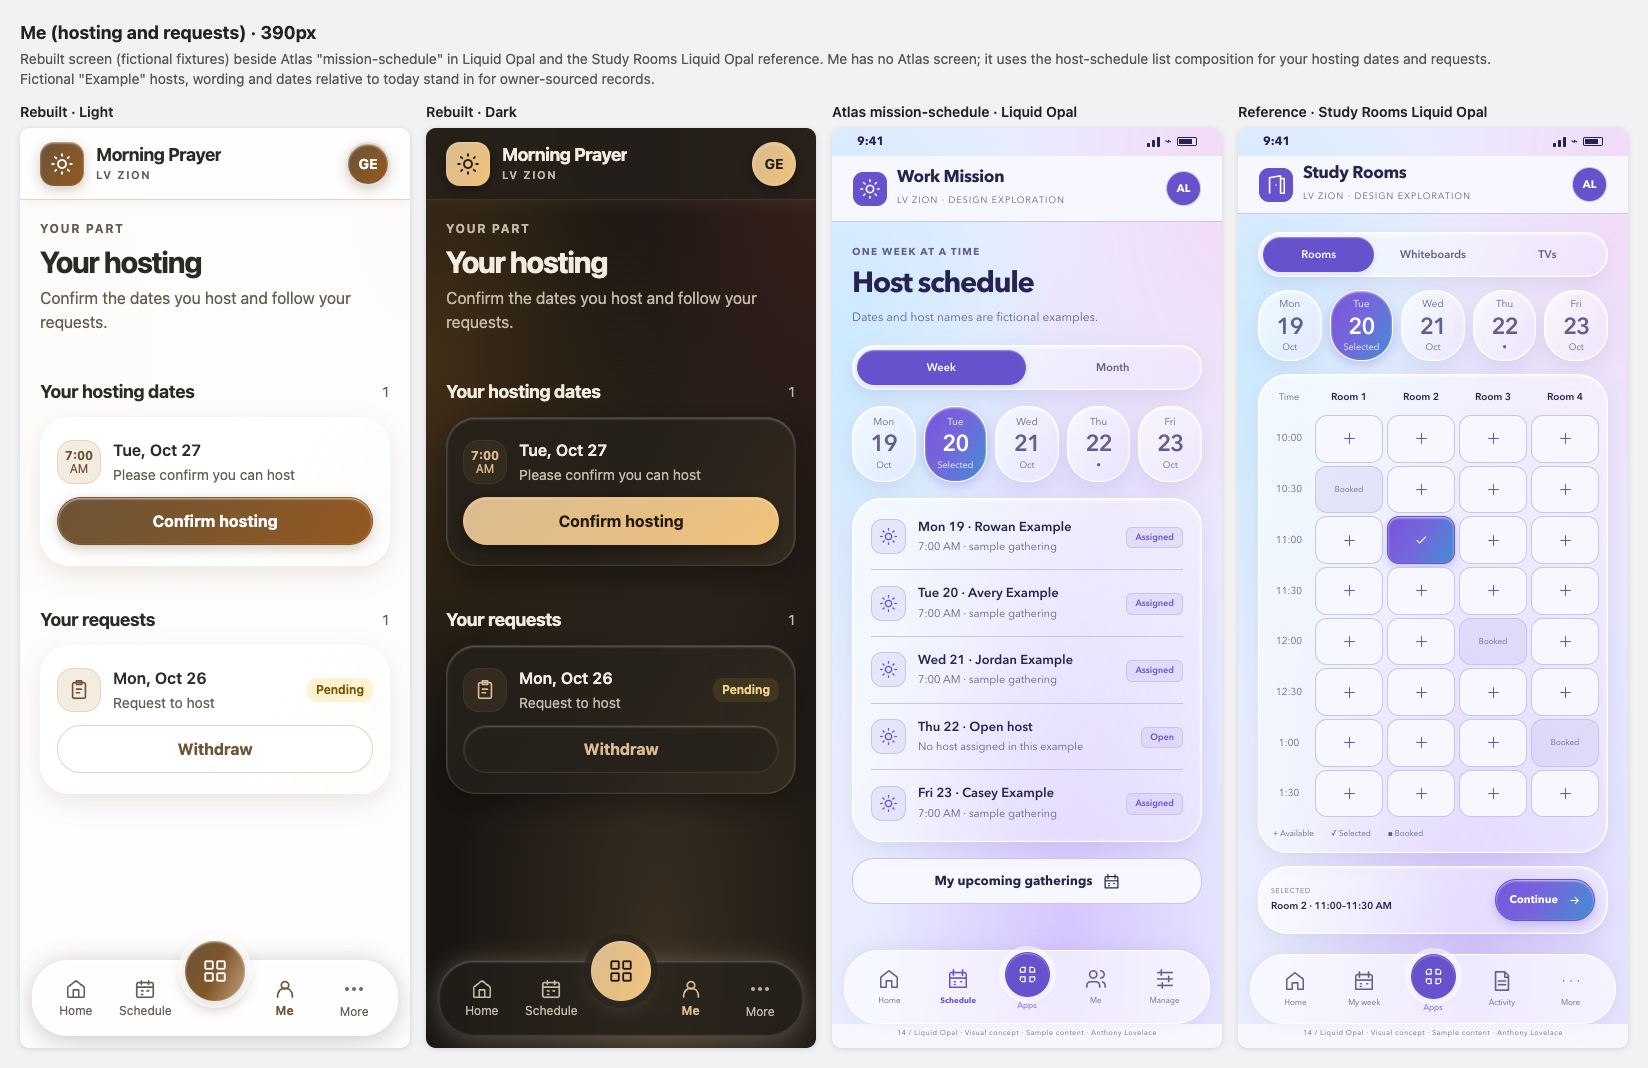 Me (hosting and requests) · 390px
Rebuilt screen (fictional fixtures) beside Atlas "mission-schedule" in Liquid Opal and the Study Rooms Liquid Opal reference. Me has no Atlas screen; it uses the host-schedule list composition for your hosting dates and requests.
Fictional "Example" hosts, wording and dates relative to today stand in for owner-sourced records.
Rebuilt · Light
Morning Prayer
LV ZION
GE
YOUR PART
Your hosting
Confirm the dates you host and follow your
requests.
Your hosting dates 1
7:00
AM
Tue, Oct 27
Please confirm you can host
Confirm hosting
Your requests 1
Mon, Oct 26
Request to host
Pending
Withdraw
Home Schedule Me More
Rebuilt · Dark
Morning Prayer
LV ZION
GE
YOUR PART
Your hosting
Confirm the dates you host and follow your
requests.
Your hosting dates 1
7:00
AM
Tue, Oct 27
Please confirm you can host
Confirm hosting
Your requests 1
Mon, Oct 26
Request to host
Pending
Withdraw
Home Schedule Me More
Atlas mission-schedule · Liquid Opal
9:41
Work Mission
LV ZION · DESIGN EXPLORATION
AL
ONE WEEK AT A TIME
Host schedule
Dates and host names are fictional examples.
Week Month
Mon Tue Wed Thu Fri
19 20 21 22 23
Oct Selected Oct • Oct
Mon 19 · Rowan Example
7:00 AM · sample gathering
Assigned
Tue 20 · Avery Example
7:00 AM · sample gathering
Assigned
Wed 21 · Jordan Example
7:00 AM · sample gathering
Assigned
Thu 22 · Open host
No host assigned in this example
Open
Fri 23 · Casey Example
7:00 AM · sample gathering
Assigned
My upcoming gatherings
Home Schedule Apps Me Manage
14 / Liquid Opal · Visual concept · Sample content · Anthony Lovelace
Reference · Study Rooms Liquid Opal
9:41
Study Rooms
LV ZION · DESIGN EXPLORATION
AL
Rooms Whiteboards TVs
Mon Tue Wed Thu Fri
19 20 21 22 23
Oct Selected Oct • Oct
Time Room 1 Room 2 Room 3 Room 4
10:00 + + + +
10:30 Booked + + +
11:00 + ✓ + +
11:30 + + + +
12:00 + + Booked +
12:30 + + + +
1:00 + + + Booked
1:30 + + + +
+ Available ✓ Selected ■ Booked
SELECTED
Room 2 · 11:00–11:30 AM
Continue →
Home My week Apps Activity More
14 / Liquid Opal · Visual concept · Sample content · Anthony Lovelace